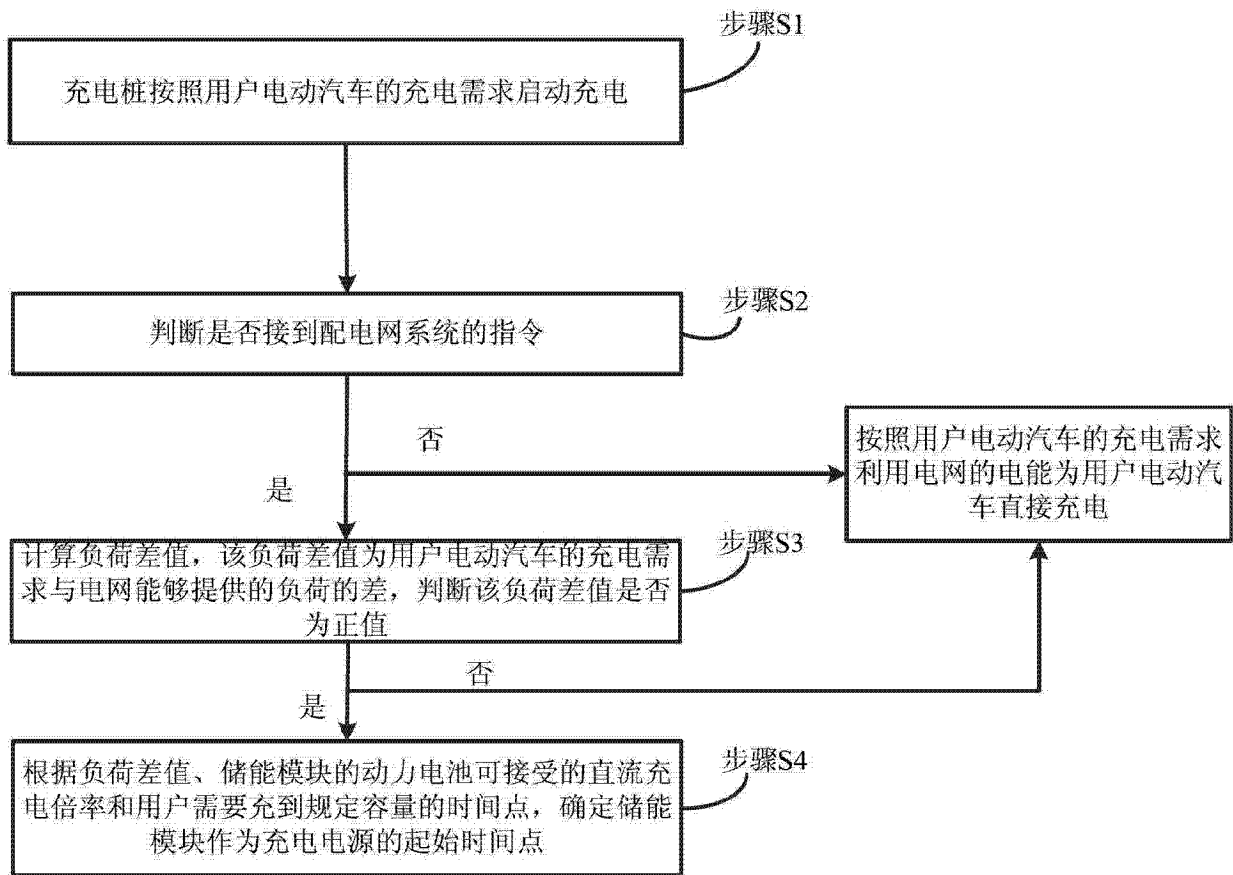 步骤S1
充电桩按照用户电动汽车的充电需求启动充电
步骤S2
判断是否接到配电网系统的指令
否
是
按照用户电动汽车的充电需求
利用电网的电能为用户电动汽
车直接充电
步骤S3
计算负荷差值，该负荷差值为用户电动汽车的充电需
求与电网能够提供的负荷的差，判断该负荷差值是否
为正值
否
是
步骤S4
根据负荷差值、储能模块的动力电池可接受的直流充
电倍率和用户需要充到规定容量的时间点，确定储能
模块作为充电电源的起始时间点